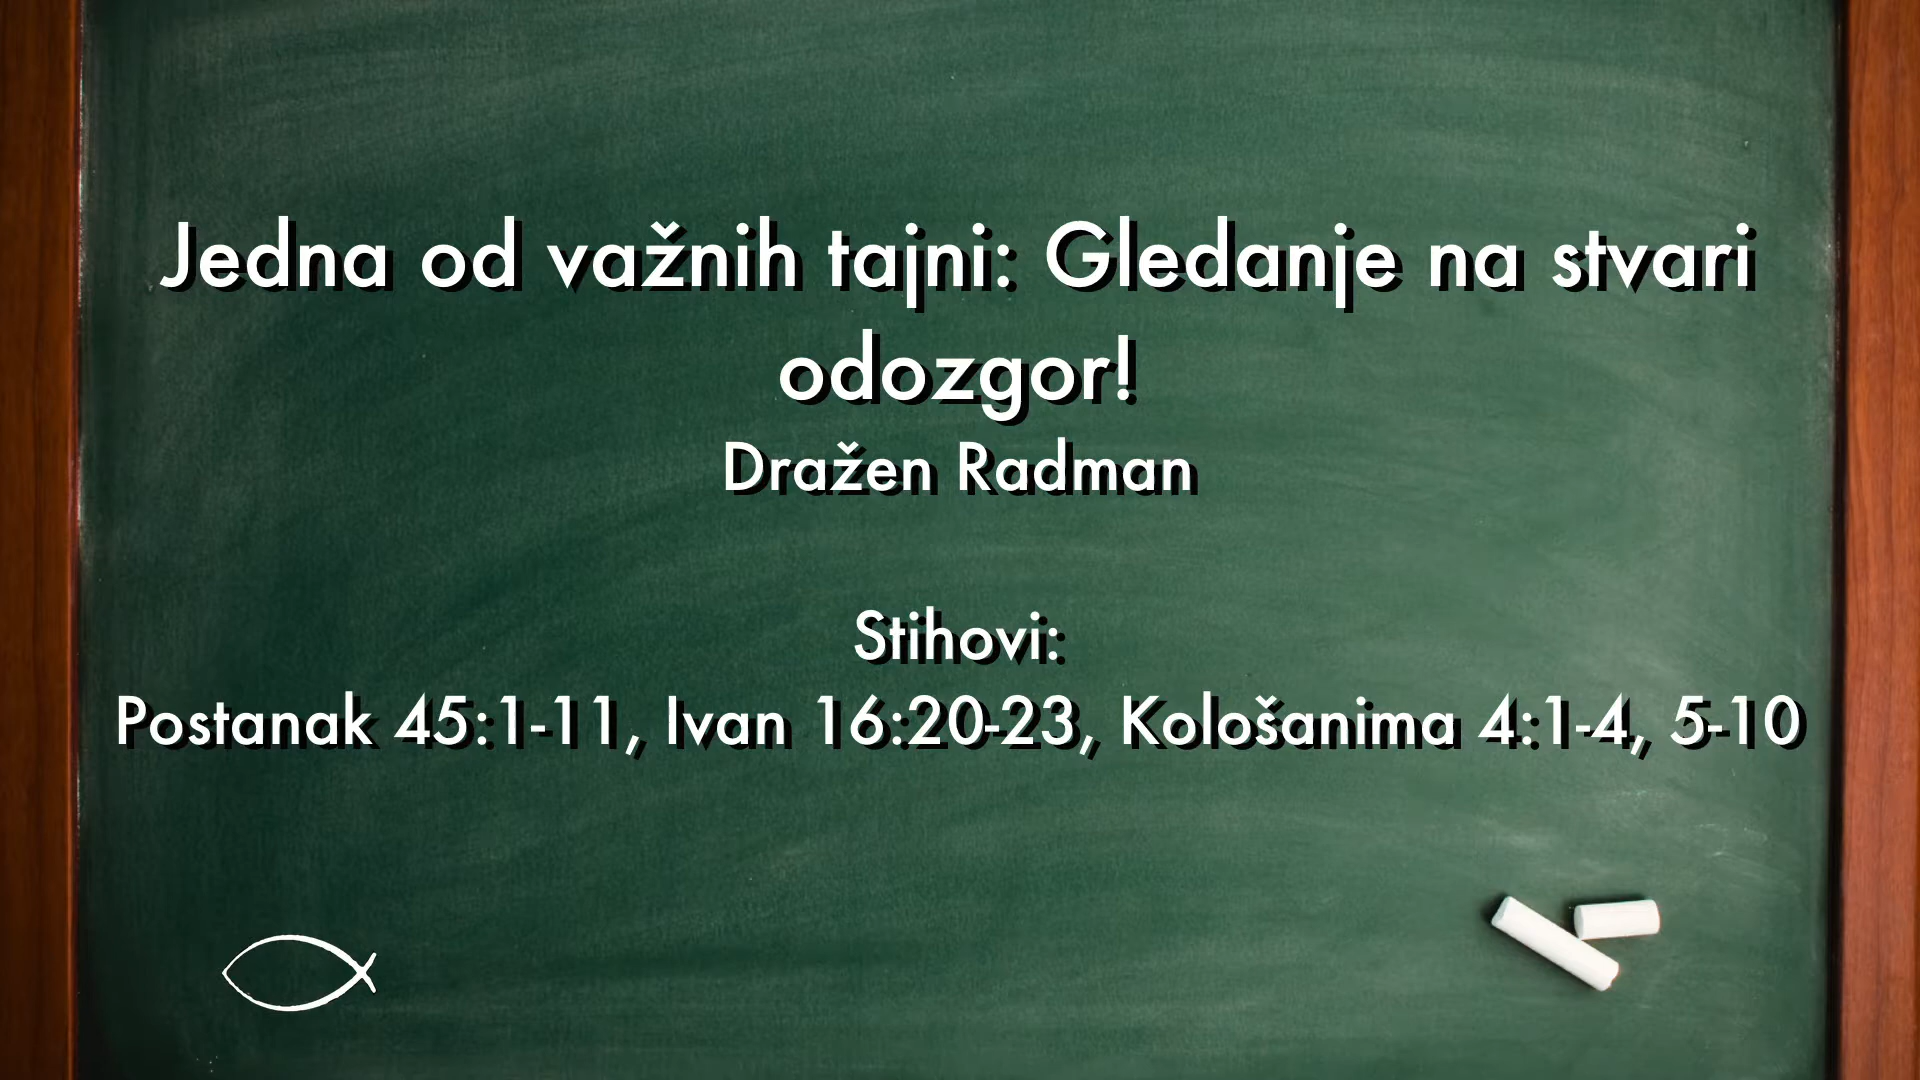 Jedna od važnih tajni: Gledanje na stvari
odozgor!
Dražen Radman
Stihovi:
Postanak 45:1-11, Ivan 16:20-23, Kološanima 4:1-4, 5-10